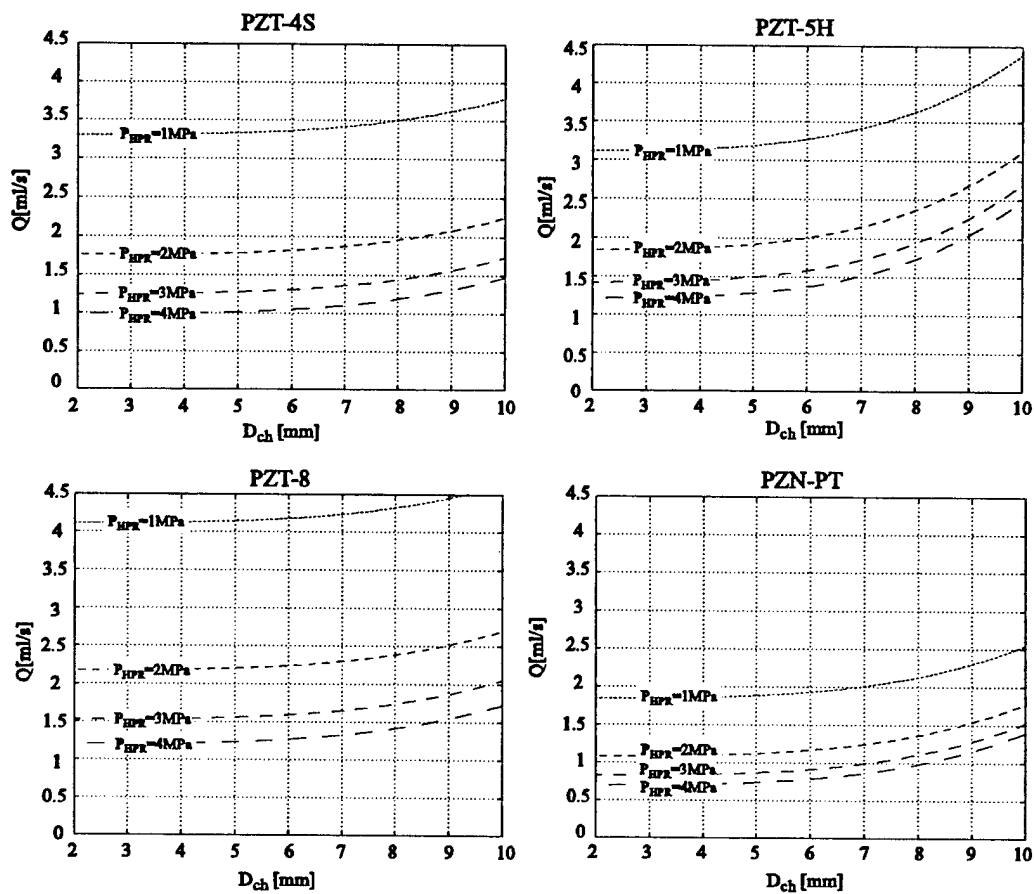 PZT-4S
4.5
4
3.5
3
2.5
2
1.5
1
0.5
0
Q[ml/s]
P_HPR=1MPa
P_HPR=2MPa
P_HPR=3MPa
P_HPR=4MPa
2 3 4 5 6 7 8 9 10
D_ch [mm]
PZT-5H
4.5
4
3.5
3
2.5
2
1.5
1
0.5
0
Q[ml/s]
P_HPR=1MPa
P_HPR=2MPa
P_HPR=3MPa
P_HPR=4MPa
2 3 4 5 6 7 8 9 10
D_ch [mm]
PZT-8
4.5
4
3.5
3
2.5
2
1.5
1
0.5
0
Q[ml/s]
P_HPR=1MPa
P_HPR=2MPa
P_HPR=3MPa
P_HPR=4MPa
2 3 4 5 6 7 8 9 10
D_ch [mm]
PZN-PT
4.5
4
3.5
3
2.5
2
1.5
1
0.5
0
Q[ml/s]
P_HPR=1MPa
P_HPR=2MPa
P_HPR=3MPa
P_HPR=4MPa
2 3 4 5 6 7 8 9 10
D_ch [mm]